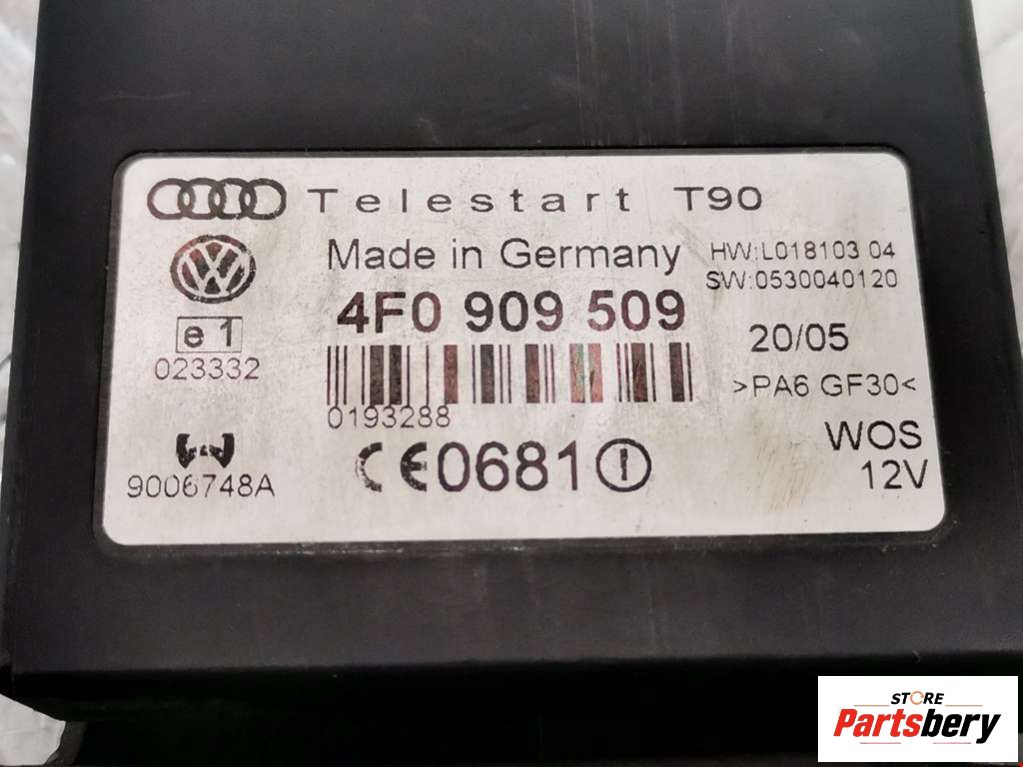 Telestart T90
Made in Germany
HW:L018103 04
SW:0530040120
4F0 909 509
e1
023332
20/05
>PA6 GF30<
0193288
WOS
12V
9006748A
CE0681
STORE
Partsbery